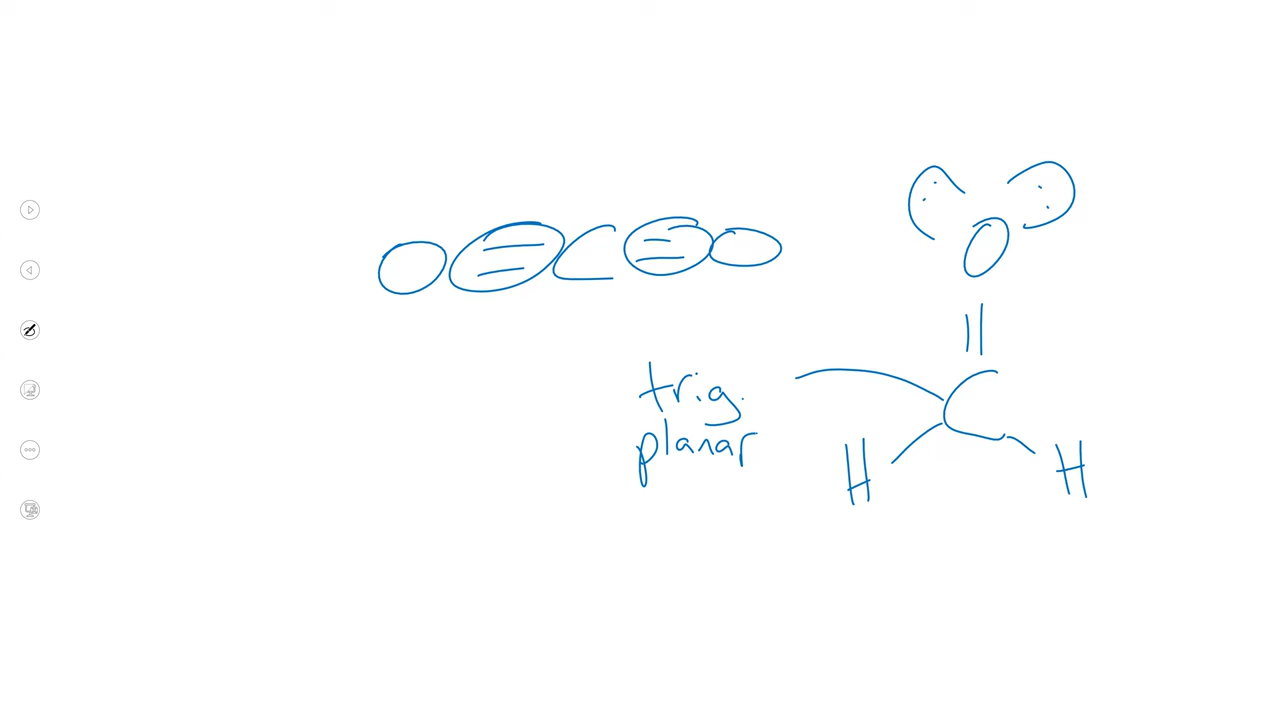 O=C=O
O
||
trig.
C
planar
H H